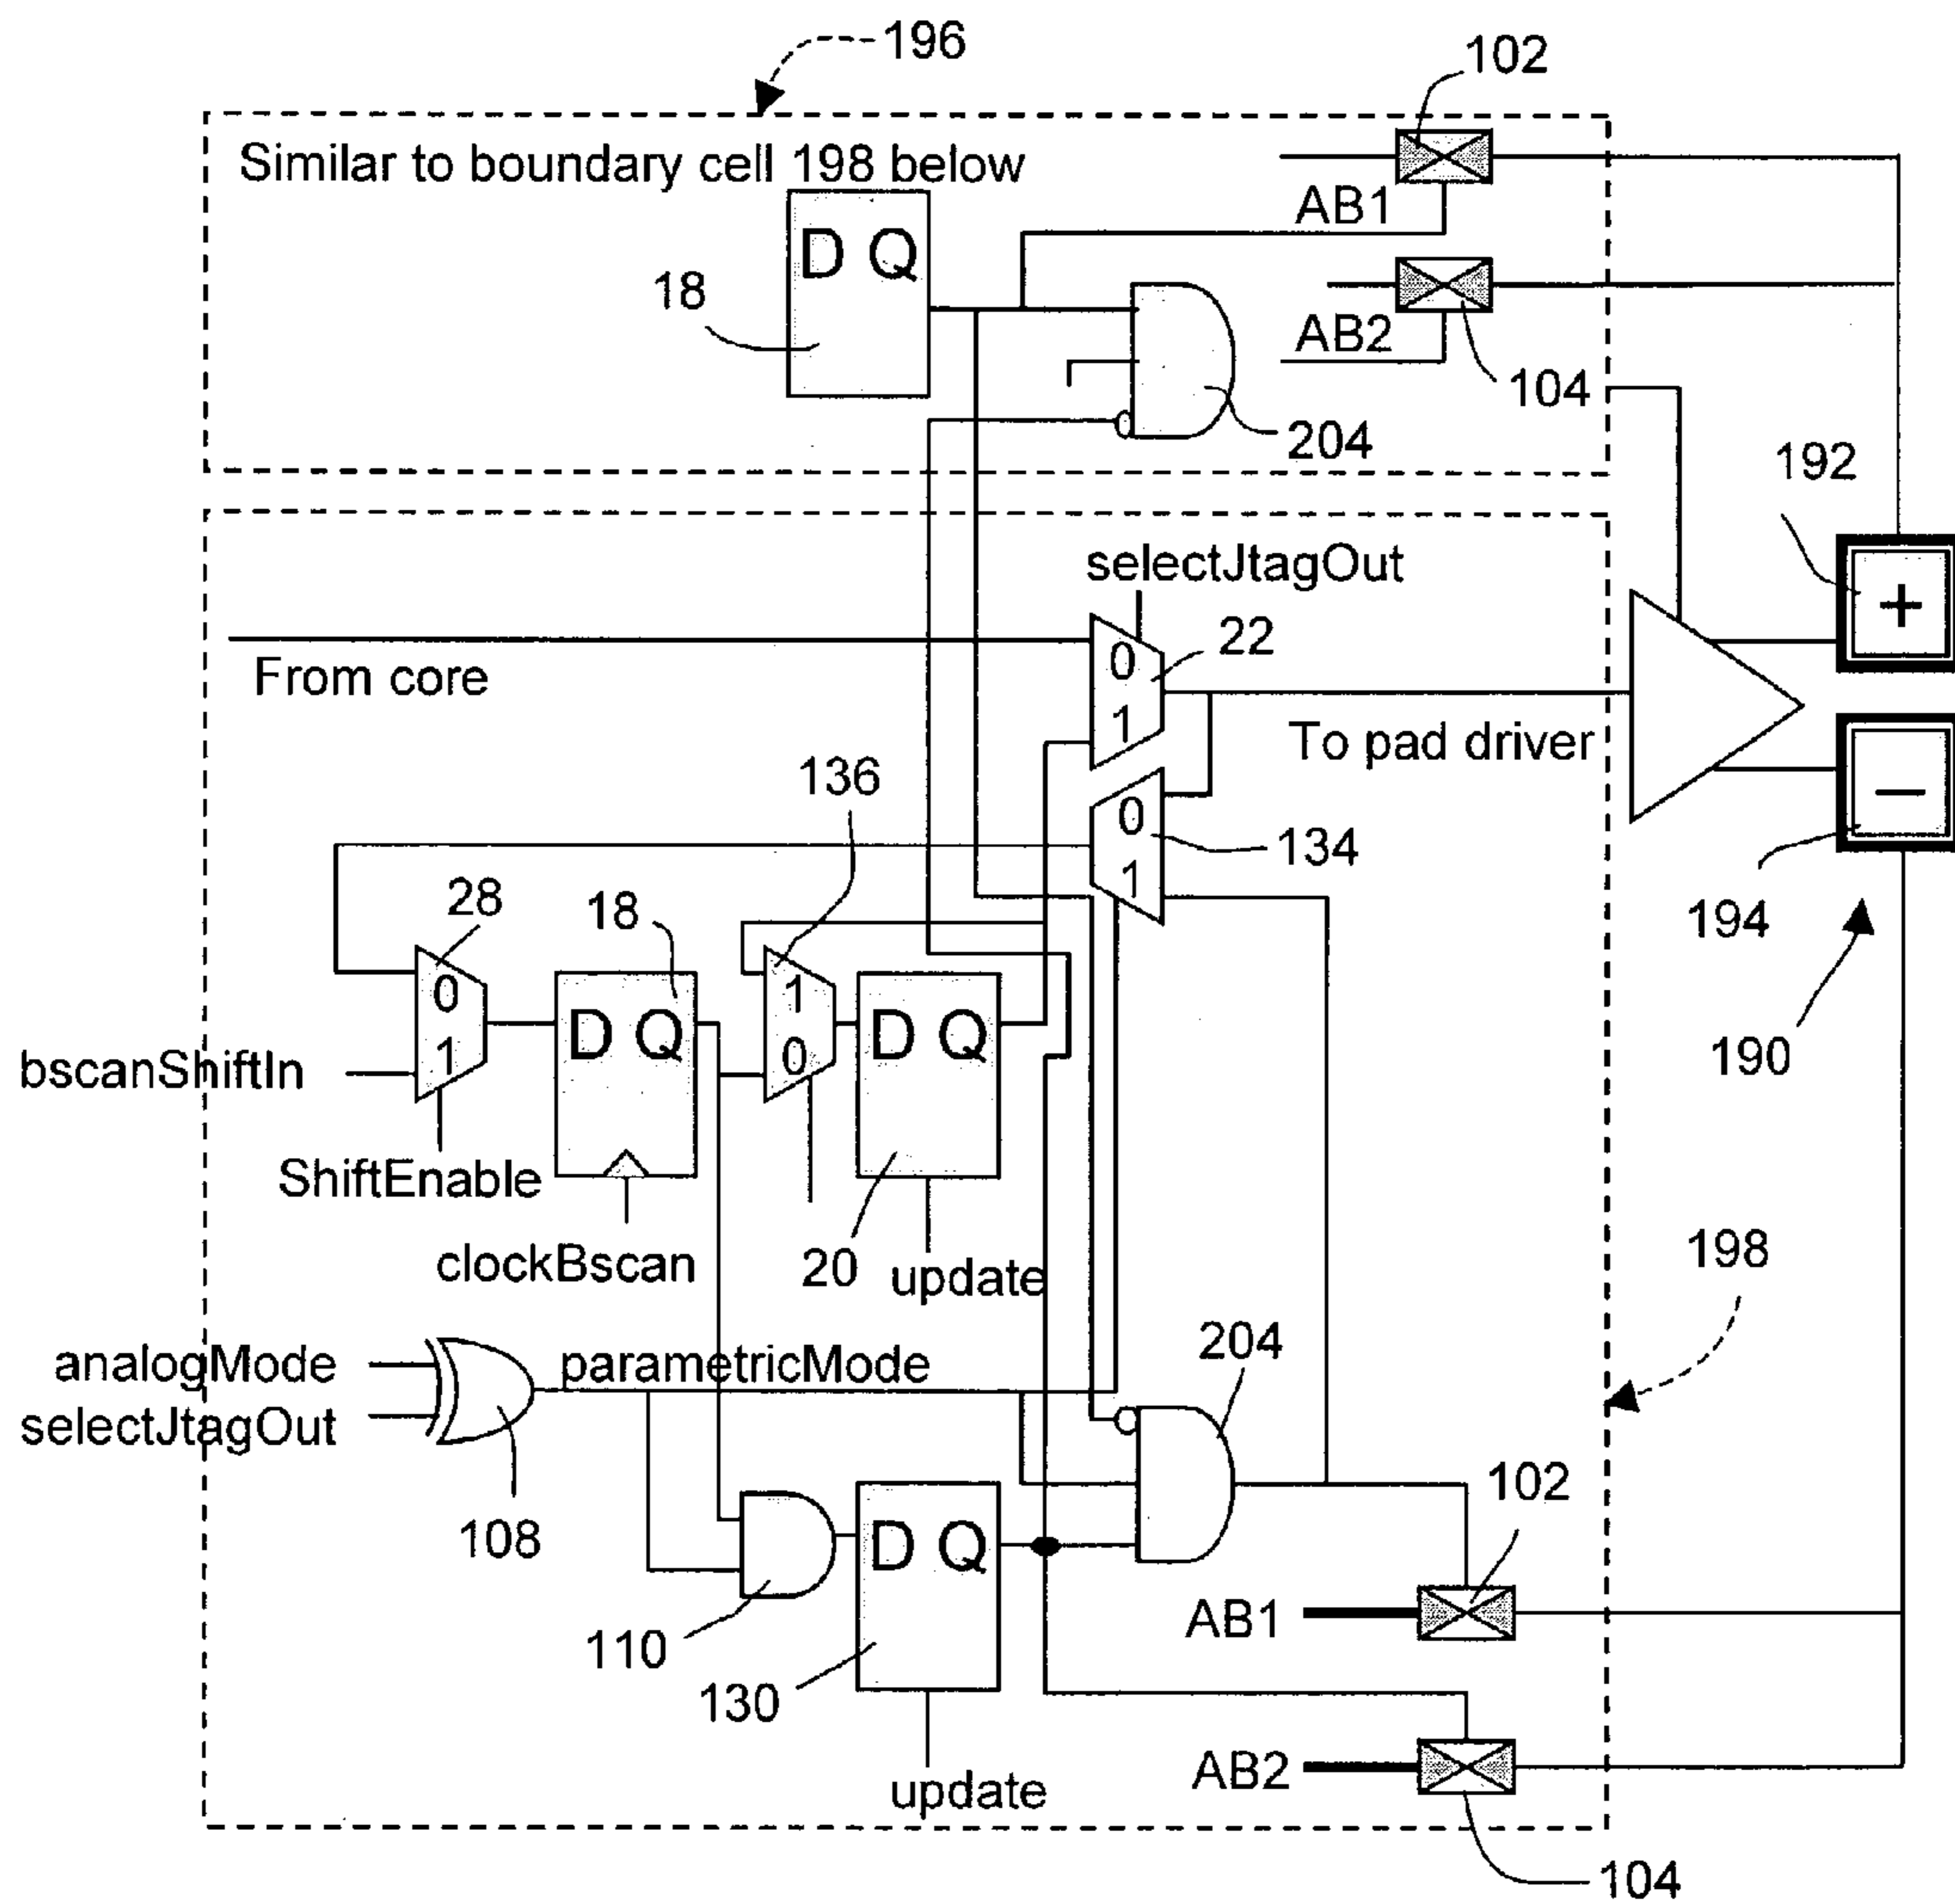 196
102
Similar to boundary cell 198 below
AB1
D Q
18
AB2
104
204
192
+
selectJtagOut
0
22
From core
1
To pad driver
136
0
134
1
−
194
28
18
190
0
D Q
1
D Q
1
0
bscanShiftIn
ShiftEnable
198
clockBscan
20
update
204
analogMode
parametricMode
selectJtagOut
102
108
D Q
110
AB1
130
AB2
update
104